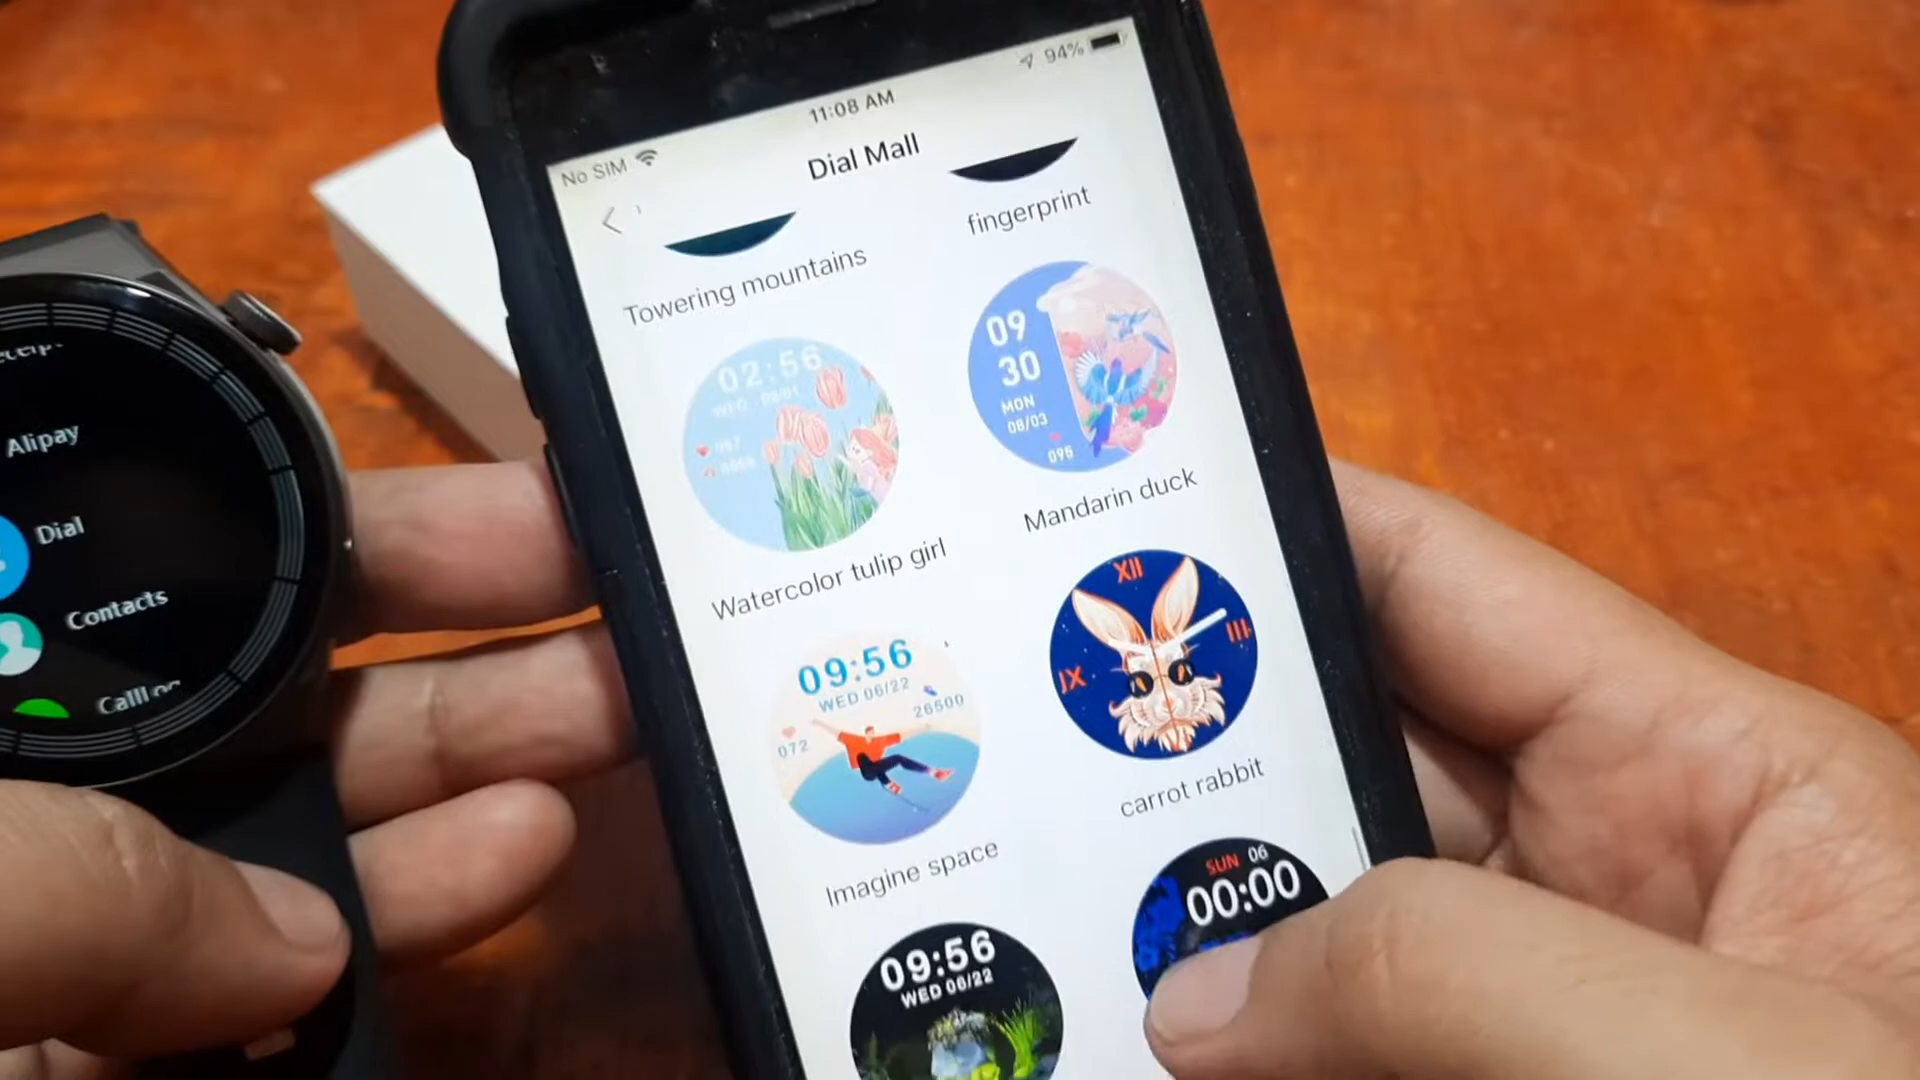 Alipay
Dial
Contacts
No SIM
11:08 AM
94%
Dial Mall
Towering mountains
fingerprint
02:56
Watercolor tulip girl
09
30
MON
08/03
095
Mandarin duck
09:56
WED 06/22
26500
072
Imagine space
XII
III
IX
carrot rabbit
09:56
WED 06/22
SUN 06
00:00